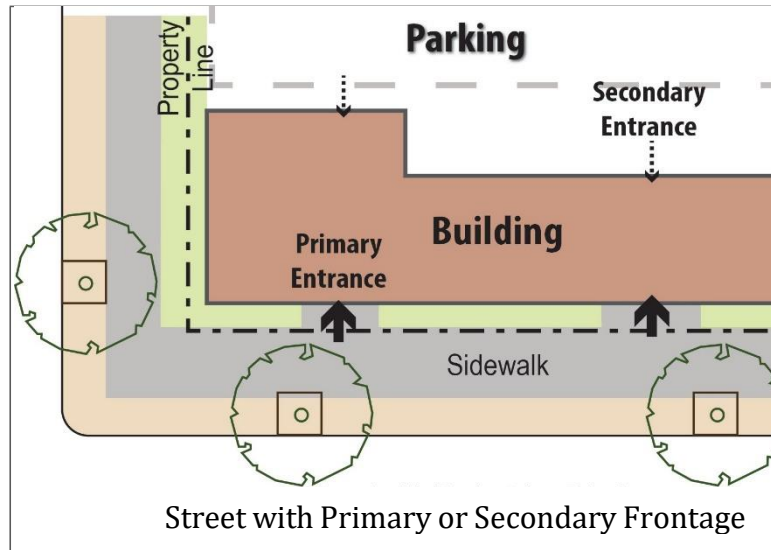 Parking
Property
Line
Secondary
Entrance
Primary
Entrance
Building
Sidewalk
Street with Primary or Secondary Frontage